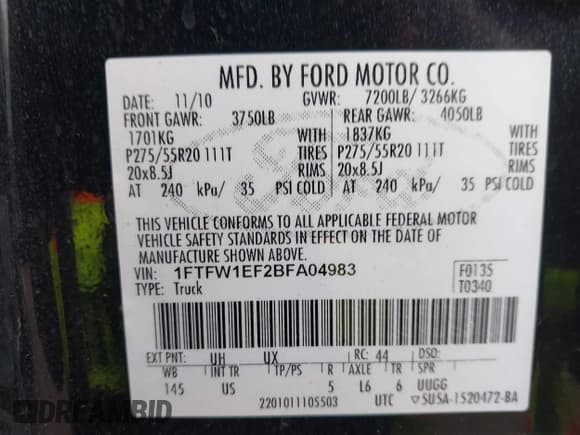 MFD. BY FORD MOTOR CO.
DATE: 11/10 GVWR: 7200LB/ 3266KG
FRONT GAWR: 3750LB REAR GAWR: 4050LB
1701KG WITH 1837KG WITH
P275/55R20 111T TIRES P275/55R20 111T TIRES
20x8.5J RIMS 20x8.5J RIMS
AT 240 kPa/ 35 PSI COLD AT 240 kPa/ 35 PSI COLD
THIS VEHICLE CONFORMS TO ALL APPLICABLE FEDERAL MOTOR
VEHICLE SAFETY STANDARDS IN EFFECT ON THE DATE OF
MANUFACTURE SHOWN ABOVE.
VIN: 1FTFW1EF2BFA04983 F0135
TYPE: Truck T0340
EXT PNT: UH UX RC: 44 DSO:
WB INT TR TP/PS R AXLE TR SPR
145 US 5 L6 6 UUGG
2201011105503 UTC ▽5U5A-1520472-BA
DREAMBID